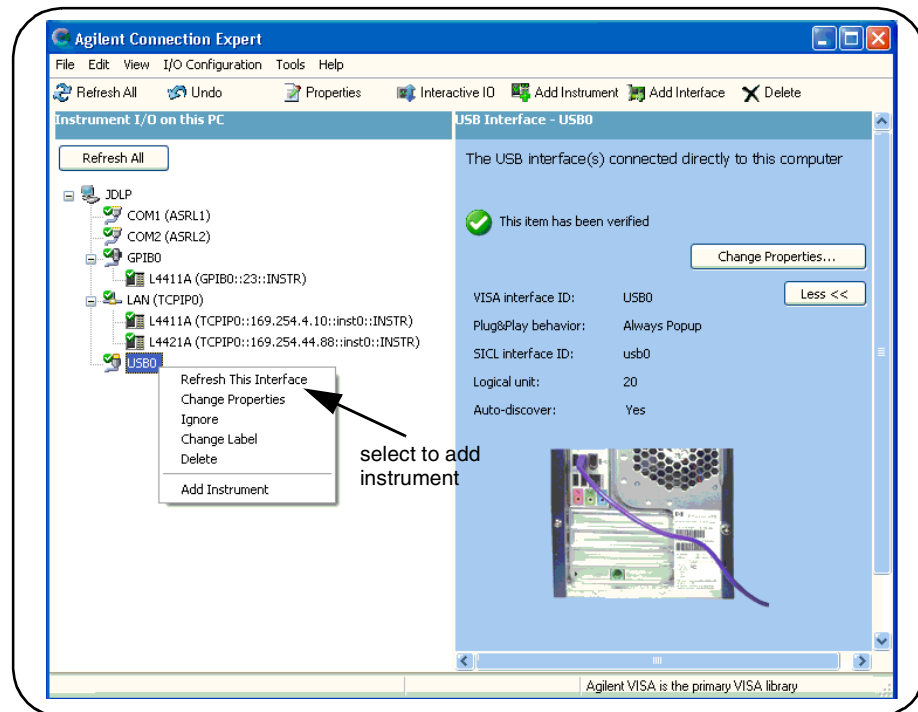 Agilent Connection Expert
File Edit View I/O Configuration Tools Help
Refresh All Undo Properties Interactive IO Add Instrument Add Interface Delete
Instrument I/O on this PC
USB Interface - USB0
Refresh All
The USB interface(s) connected directly to this computer
JDLP
COM1 (ASRL1)
COM2 (ASRL2)
GPIB0
L4411A (GPIB0::23::INSTR)
LAN (TCPIP0)
L4411A (TCPIP0::169.254.4.10::inst0::INSTR)
L4421A (TCPIP0::169.254.44.88::inst0::INSTR)
USB0
Refresh This Interface
Change Properties
Ignore
Change Label
Delete
Add Instrument
select to add
instrument
This item has been verified
Change Properties...
Less <<
VISA interface ID: USB0
Plug&Play behavior: Always Popup
SICL interface ID: usb0
Logical unit: 20
Auto-discover: Yes
Agilent VISA is the primary VISA library